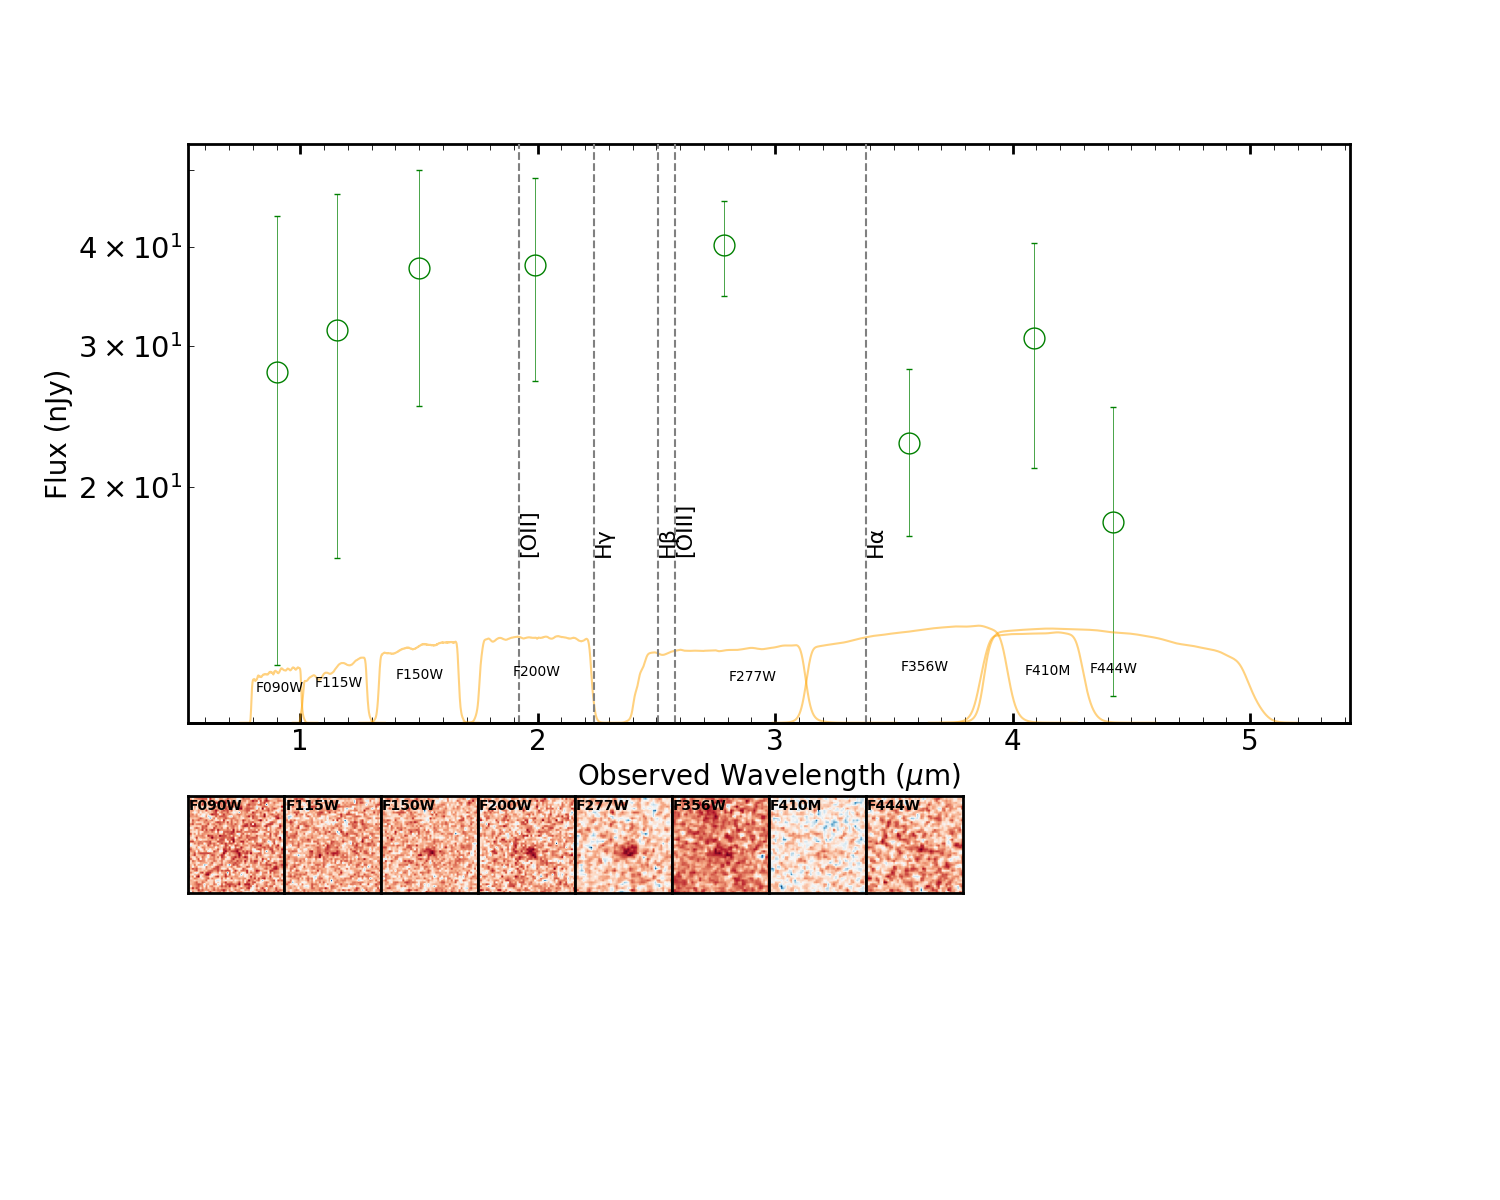 4 × 10¹
3 × 10¹
2 × 10¹
Flux (nJy)
[OII]
Hγ
Hβ
[OIII]
Hα
F090W
F115W
F150W
F200W
F277W
F356W
F410M
F444W
1 2 3 4 5
Observed Wavelength (μm)
F090W F115W F150W F200W F277W F356W F410M F444W